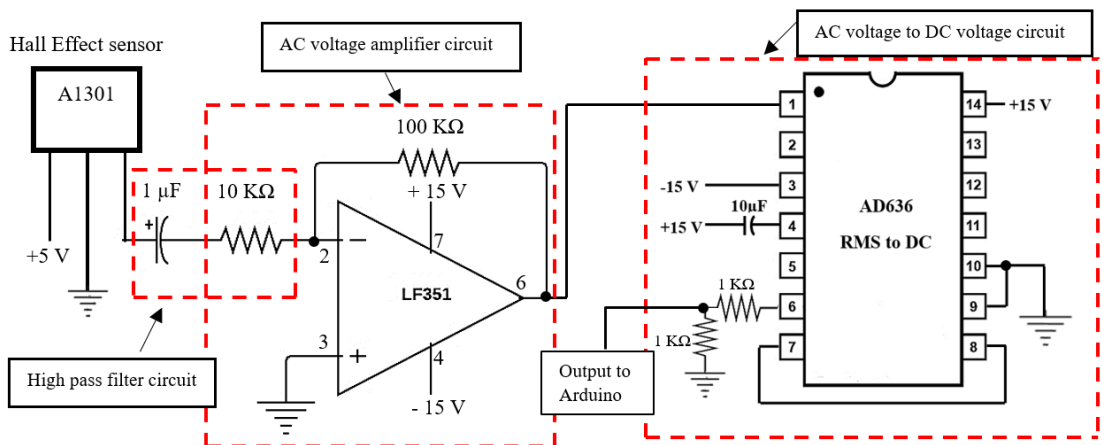 Hall Effect sensor
A1301
+5 V
1 µF
+
10 KΩ
High pass filter circuit
AC voltage amplifier circuit
100 KΩ
+ 15 V
7
2
−
LF351
6
3
+
4
- 15 V
AC voltage to DC voltage circuit
1
14
+15 V
2
13
-15 V
3
12
+15 V
10µF
4
11
AD636
RMS to DC
5
10
1 KΩ
6
9
1 KΩ
7
8
Output to
Arduino